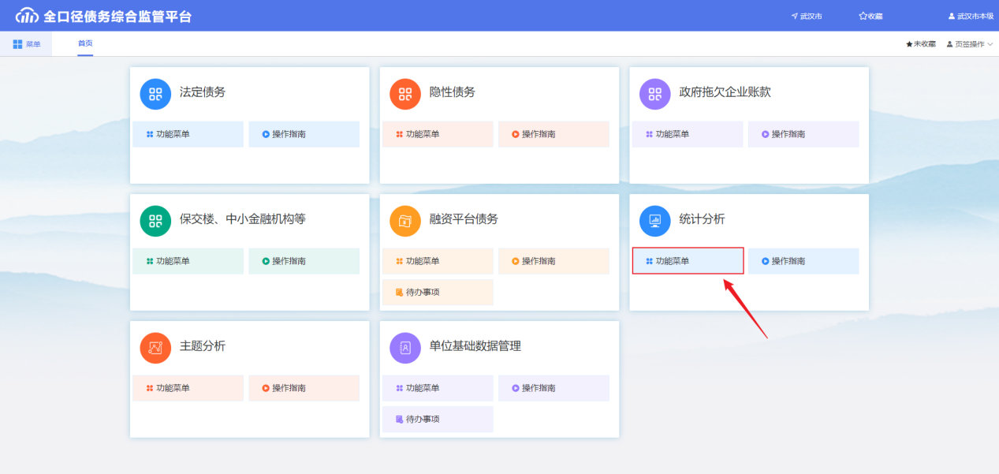 全口径债务综合监管平台
武汉市
收藏
武汉市本级
菜单
首页
未收藏
页签操作
法定债务
功能菜单
操作指南
隐性债务
功能菜单
操作指南
政府拖欠企业账款
功能菜单
操作指南
保交楼、中小金融机构等
功能菜单
操作指南
融资平台债务
功能菜单
操作指南
待办事项
统计分析
功能菜单
操作指南
主题分析
功能菜单
操作指南
单位基础数据管理
功能菜单
操作指南
待办事项